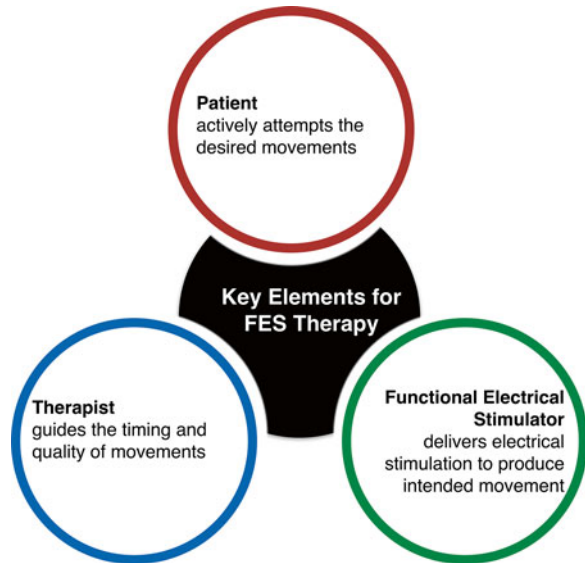 Patient
actively attempts the
desired movements
Key Elements for
FES Therapy
Therapist
guides the timing and
quality of movements
Functional Electrical
Stimulator
delivers electrical
stimulation to produce
intended movement